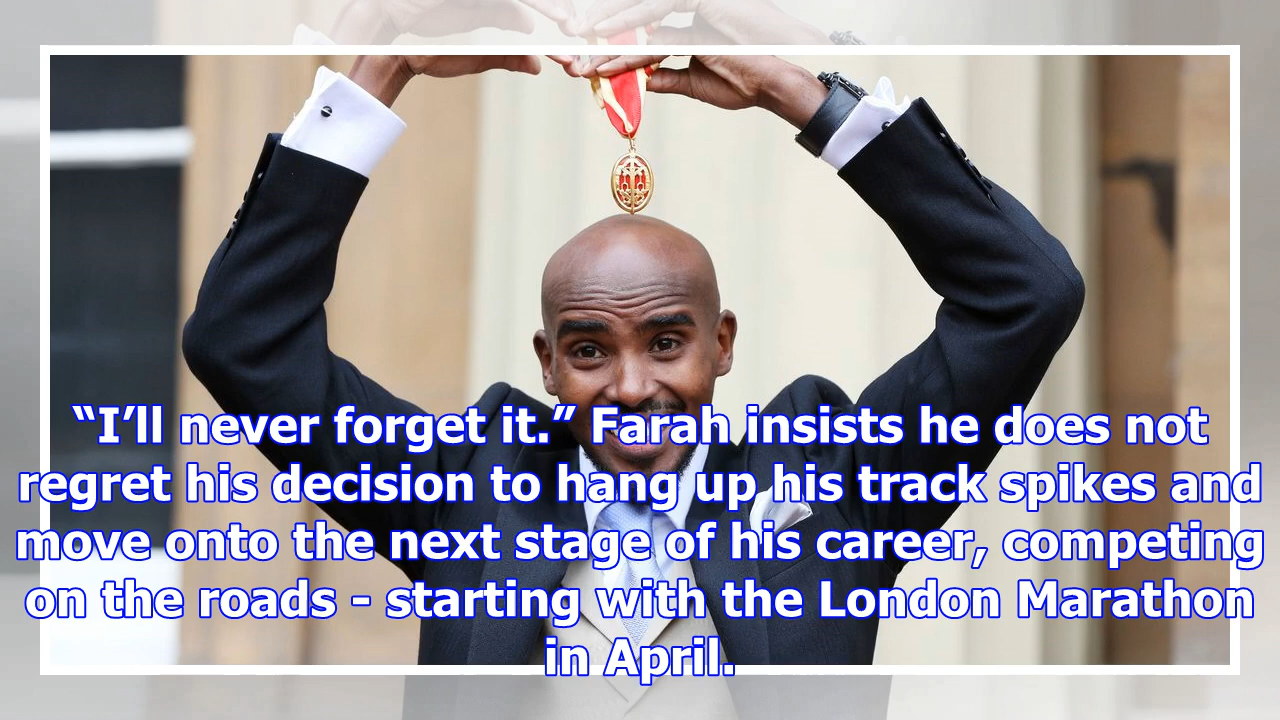 “I’ll never forget it.” Farah insists he does not
regret his decision to hang up his track spikes and
move onto the next stage of his career, competing
on the roads - starting with the London Marathon
in April.